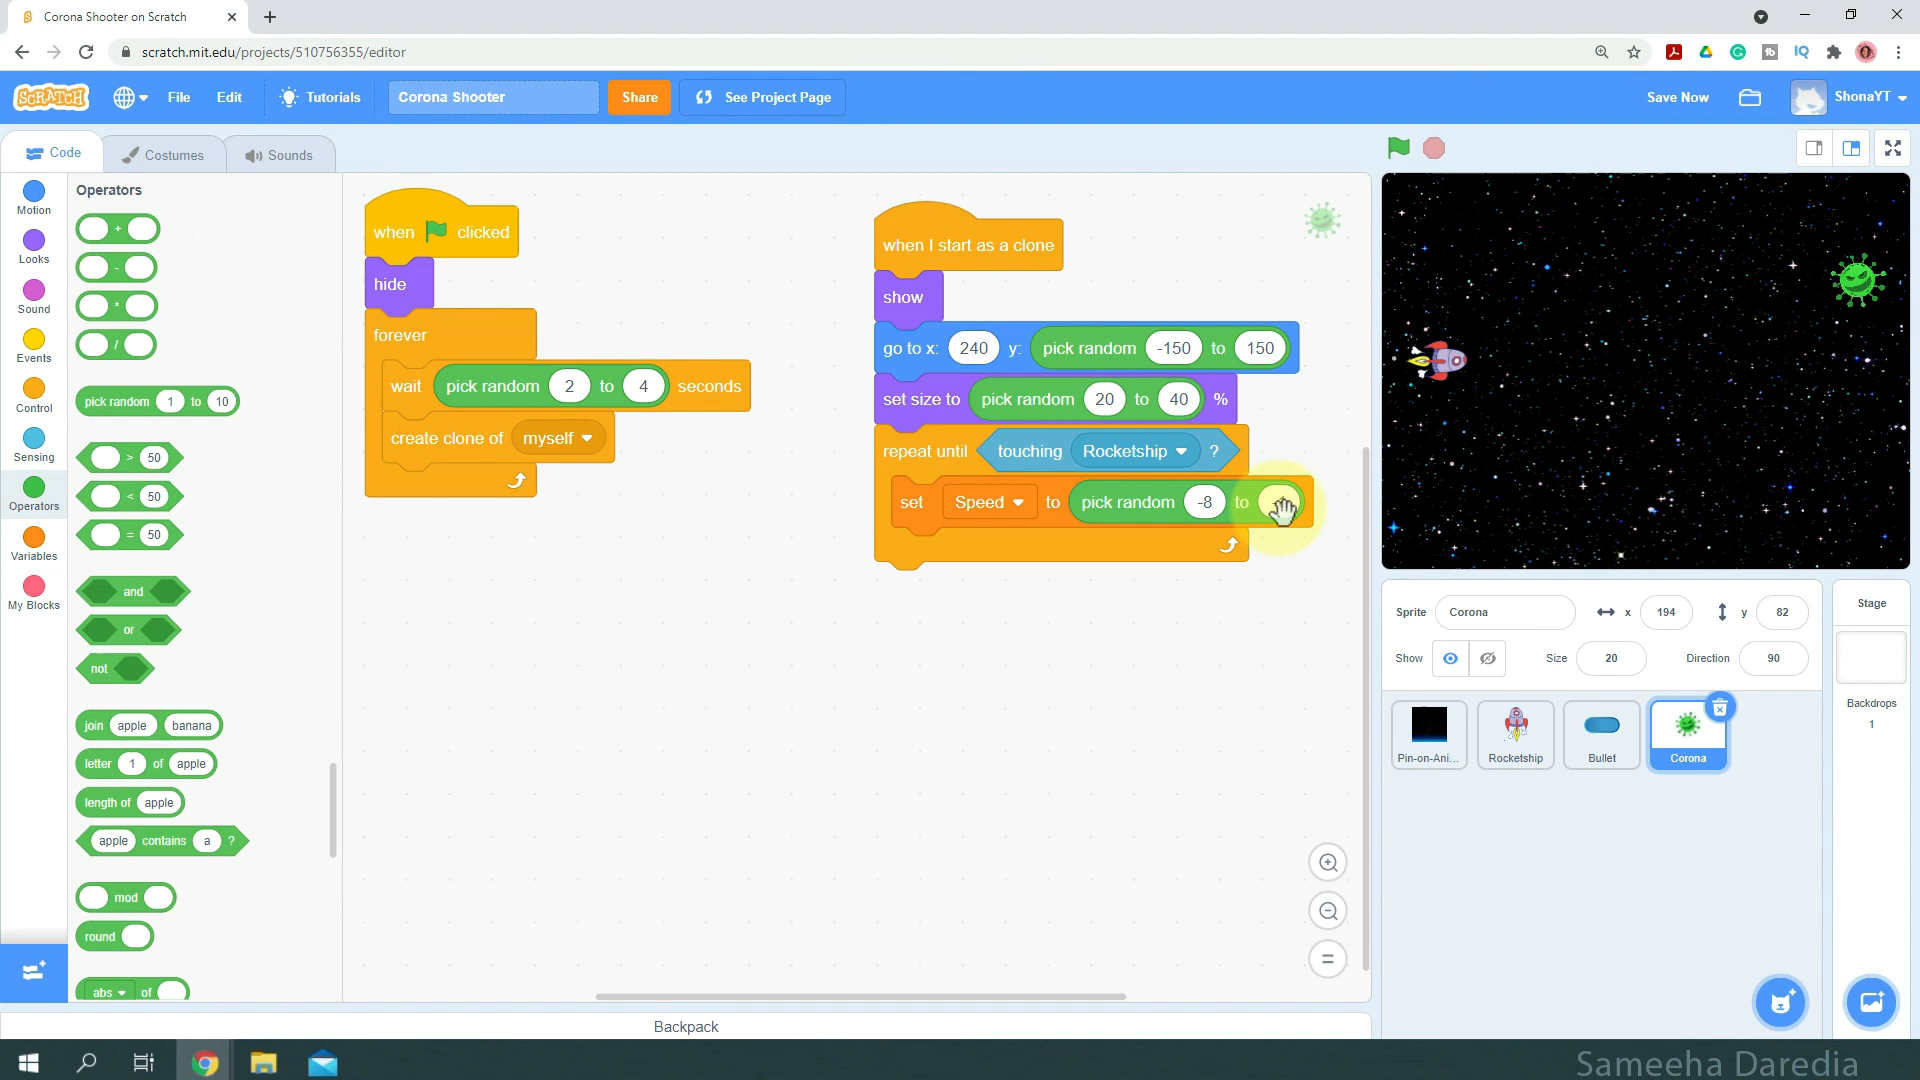 Corona Shooter on Scratch
scratch.mit.edu/projects/510756355/editor
SCRATCH
File
Edit
Tutorials
Corona Shooter
Share
See Project Page
Save Now
ShonaYT
Code
Costumes
Sounds
Motion
Looks
Sound
Events
Control
Sensing
Operators
Variables
My Blocks
Operators
+
-
*
/
pick random 1 to 10
> 50
< 50
= 50
and
or
not
join apple banana
letter 1 of apple
length of apple
apple contains a ?
mod
round
abs of
when clicked
hide
forever
wait pick random 2 to 4 seconds
create clone of myself
when I start as a clone
show
go to x: 240 y: pick random -150 to 150
set size to pick random 20 to 40 %
repeat until touching Rocketship ?
set Speed to pick random -8 to
Sprite Corona x 194 y 82
Show Size 20 Direction 90
Pin-on-Ani...
Rocketship
Bullet
Corona
Stage
Backdrops
1
Backpack
Sameeha Daredia